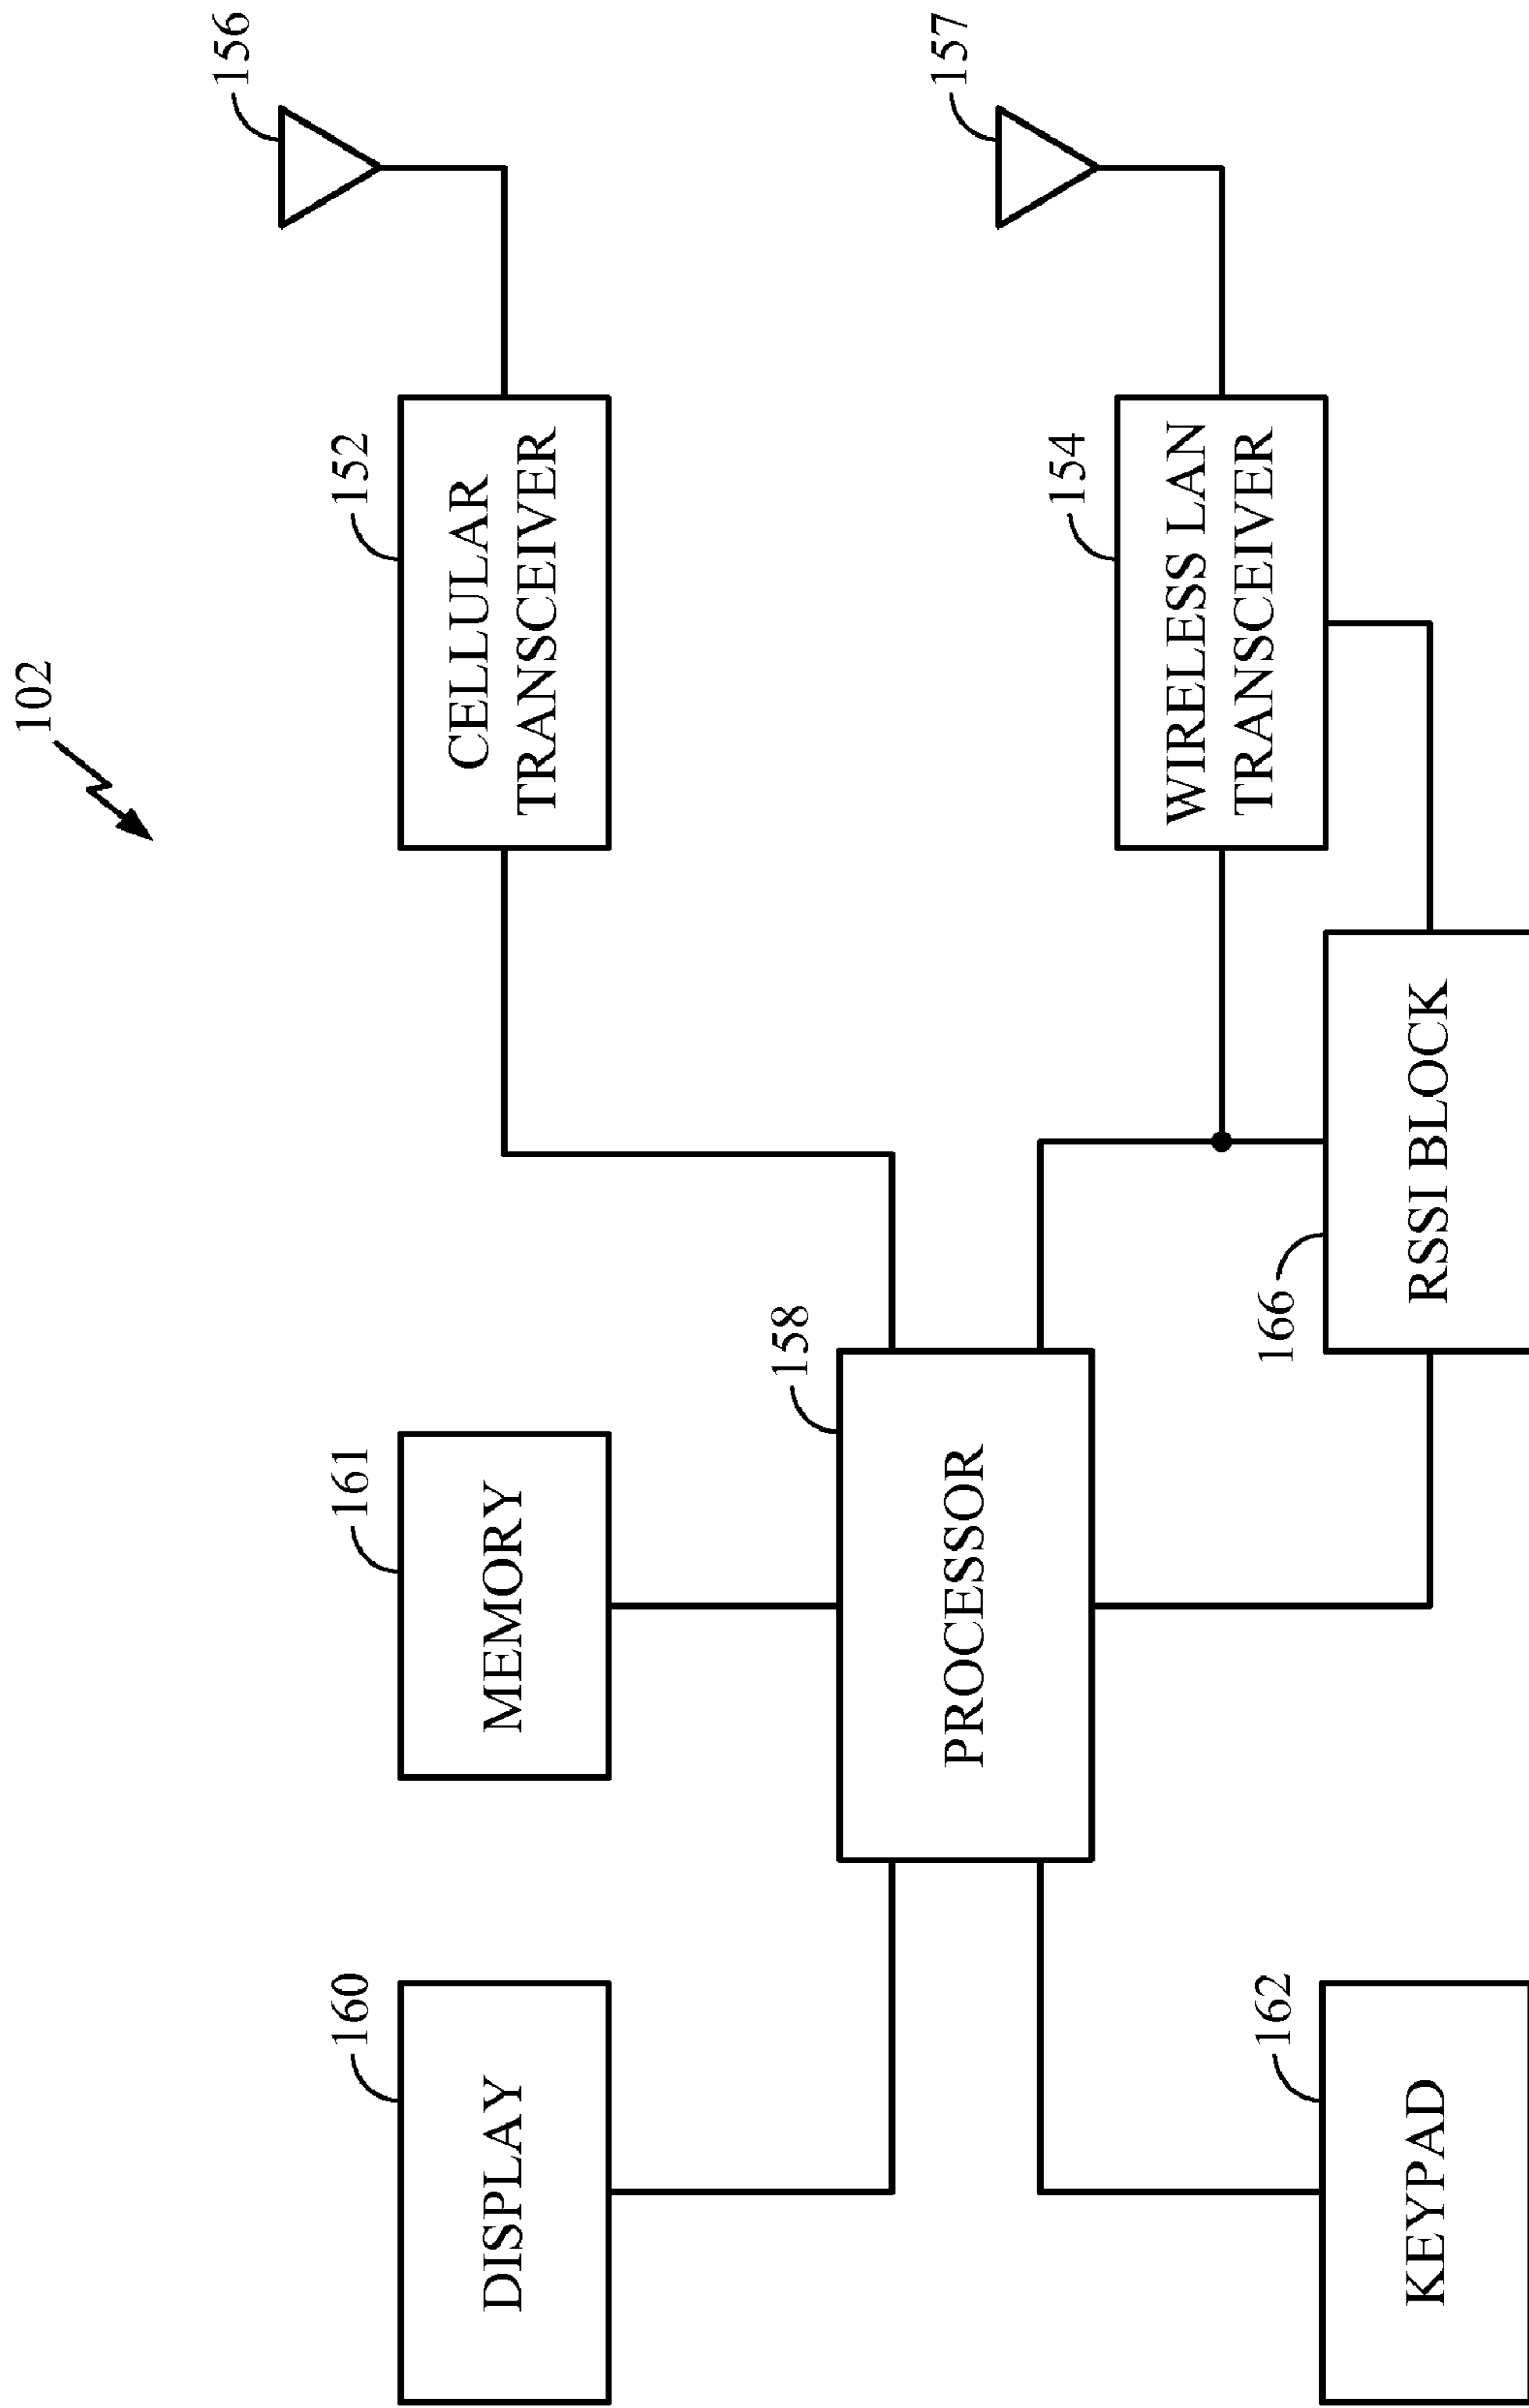 102
156
152
CELLULAR
TRANSCEIVER
160
DISPLAY
161
MEMORY
158
PROCESSOR
157
154
WIRELESS LAN
TRANSCEIVER
162
KEYPAD
166
RSSI BLOCK